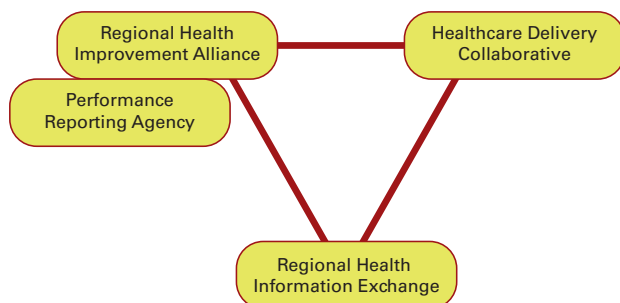 Regional Health
Improvement Alliance
Healthcare Delivery
Collaborative
Performance
Reporting Agency
Regional Health
Information Exchange